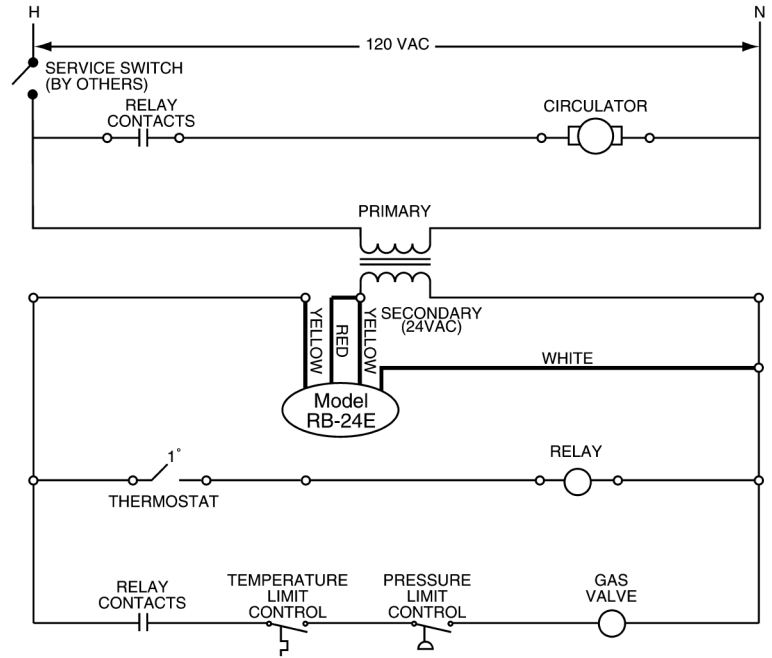 H
N
120 VAC
SERVICE SWITCH
(BY OTHERS)
RELAY
CONTACTS
CIRCULATOR
PRIMARY
SECONDARY
(24VAC)
YELLOW
RED
YELLOW
WHITE
Model
RB-24E
1°
THERMOSTAT
RELAY
RELAY
CONTACTS
TEMPERATURE
LIMIT
CONTROL
PRESSURE
LIMIT
CONTROL
GAS
VALVE